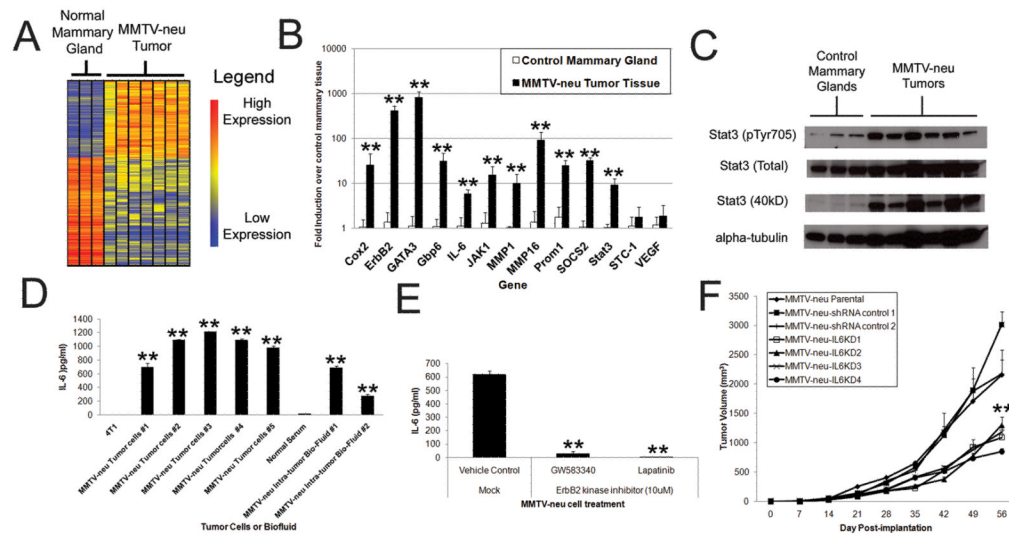 A
Normal
Mammary
Gland
MMTV-neu
Tumor
Legend
High
Expression
Low
Expression
B
Control Mammary Gland
MMTV-neu Tumor Tissue
Fold Induction over control mammary tissue
10000
1000
100
10
1
**
**
**
**
**
**
**
**
**
**
**
Cox2
ErbB2
GATA3
Gbp6
IL-6
JAK1
MMP1
MMP16
Prom1
SOCS2
Stat3
STC-1
VEGF
Gene
C
Control
Mammary
Glands
MMTV-neu
Tumors
Stat3 (pTyr705)
Stat3 (Total)
Stat3 (40kD)
alpha-tubulin
D
IL-6 )pg/ml)
1400
1200
1000
800
600
400
200
0
**
**
**
**
**
**
**
4T1
MMTV-neu Tumor cells #1
MMTV-neu Tumor cells #2
MMTV-neu Tumor cells #3
MMTV-neu Tumorcells #4
MMTV-neu Tumor cells #5
Normal Serum
MMTV-neu Intra-tumor Bio-Fluid #1
MMTV-neu Intra-tumor Bio-Fluid #2
Tumor Cells or Biofluid
E
IL-6 (pg/ml)
700
600
500
400
300
200
100
0
**
**
Vehicle Control
GW583340
Lapatinib
Mock
ErbB2 kinase inhibitor (10uM)
MMTV-neu cell treatment
F
MMTV-neu Parental
MMTV-neu-shRNA control 1
MMTV-neu-shRNA control 2
MMTV-neu-IL6KD1
MMTV-neu-IL6KD2
MMTV-neu-IL6KD3
MMTV-neu-IL6KD4
Tumor Volume (mm³)
3500
3000
2500
2000
1500
1000
500
0
**
0 7 14 21 28 35 42 49 56
Day Post-implantation